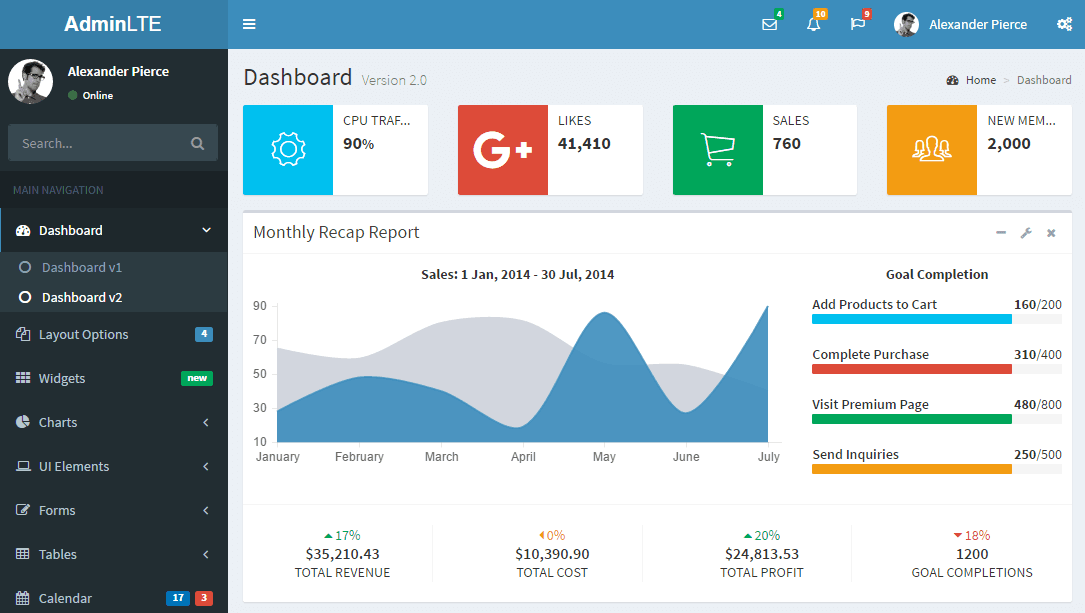 AdminLTE
4
10
9
Alexander Pierce
Alexander Pierce
Online
Search...
MAIN NAVIGATION
Dashboard
Dashboard v1
Dashboard v2
Layout Options 4
Widgets new
Charts
UI Elements
Forms
Tables
Calendar 17 3
Dashboard Version 2.0
Home > Dashboard
CPU TRAF...
90%
G+
LIKES
41,410
SALES
760
NEW MEM...
2,000
Monthly Recap Report
Sales: 1 Jan, 2014 - 30 Jul, 2014
90
70
50
30
10
January February March April May June July
Goal Completion
Add Products to Cart 160/200
Complete Purchase 310/400
Visit Premium Page 480/800
Send Inquiries 250/500
17%
$35,210.43
TOTAL REVENUE
0%
$10,390.90
TOTAL COST
20%
$24,813.53
TOTAL PROFIT
18%
1200
GOAL COMPLETIONS